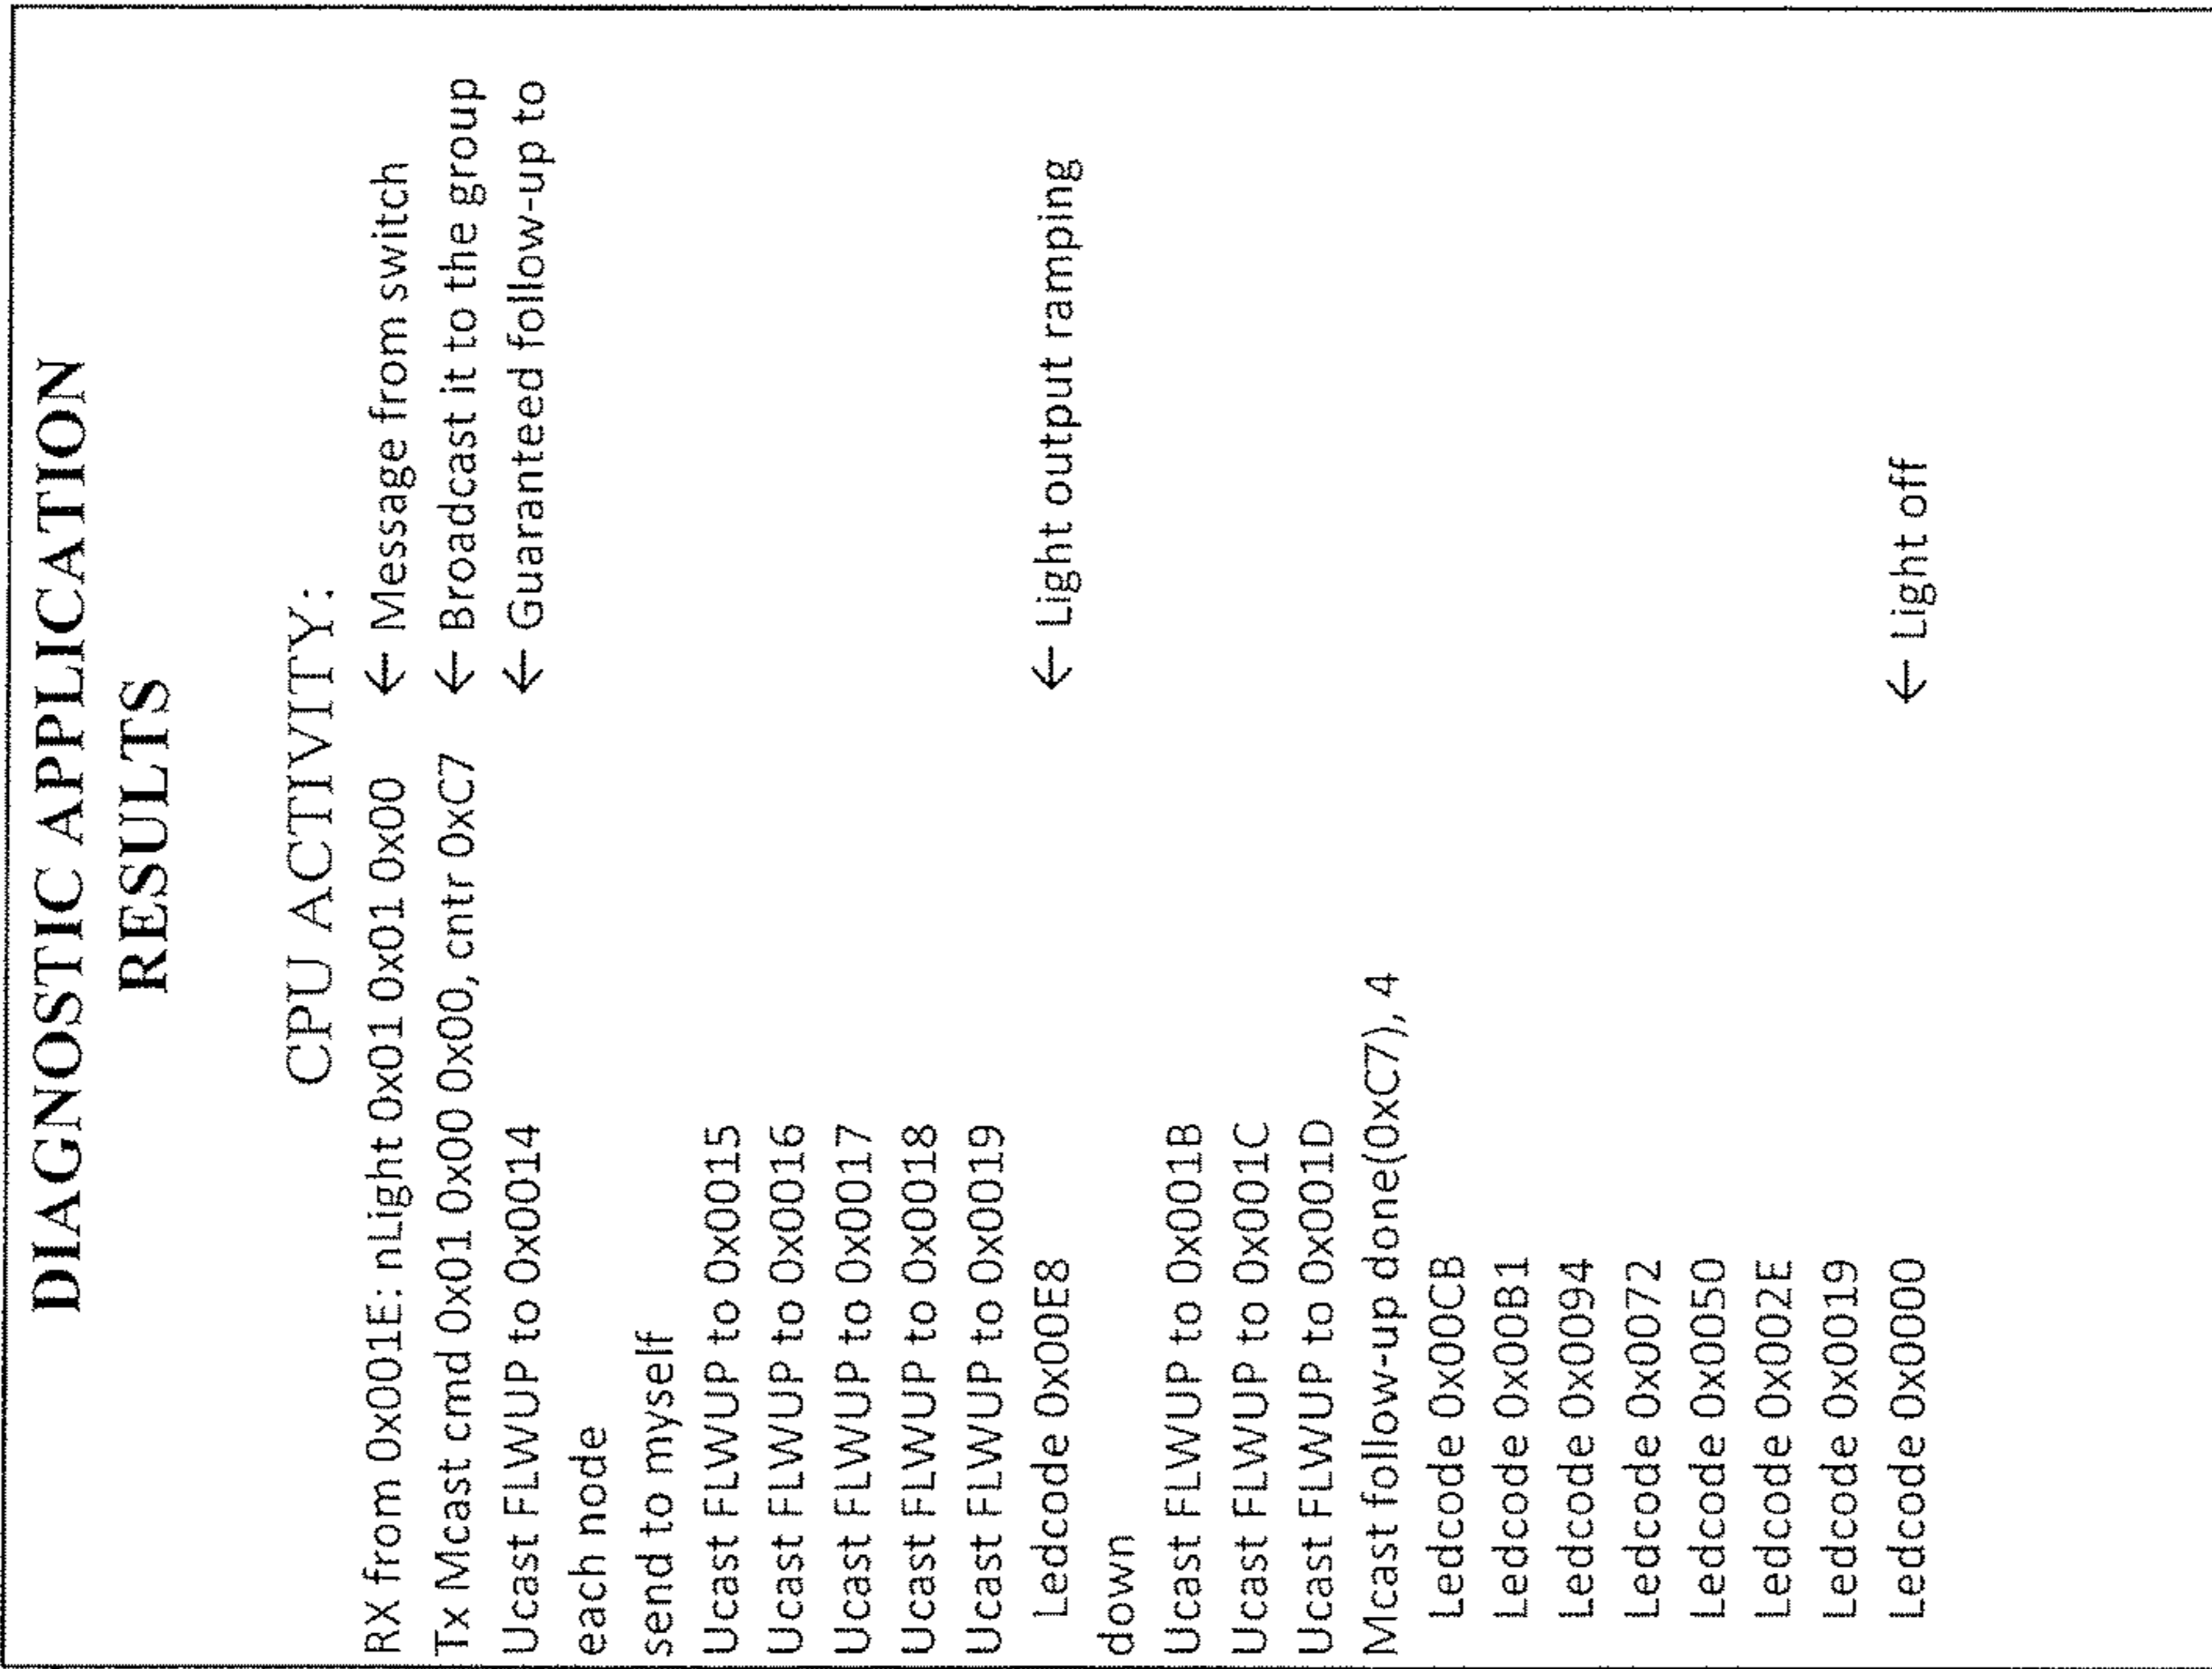 DIAGNOSTIC APPLICATION
RESULTS
CPU ACTIVITY:
RX from 0x001E: nLight 0x01 0x01 0x00 ← Message from switch
Tx Mcast cmd 0x01 0x00 0x00, cntr 0xC7 ← Broadcast it to the group
Ucast FLWUP to 0x0014 ← Guaranteed follow-up to
each node
send to myself
Ucast FLWUP to 0x0015
Ucast FLWUP to 0x0016
Ucast FLWUP to 0x0017
Ucast FLWUP to 0x0018
Ucast FLWUP to 0x0019
Ledcode 0x00E8 ← Light output ramping
down
Ucast FLWUP to 0x001B
Ucast FLWUP to 0x001C
Ucast FLWUP to 0x001D
Mcast follow-up done(0xC7), 4
Ledcode 0x00CB
Ledcode 0x00B1
Ledcode 0x0094
Ledcode 0x0072
Ledcode 0x0050
Ledcode 0x002E
Ledcode 0x0019
Ledcode 0x0000 ← Light off